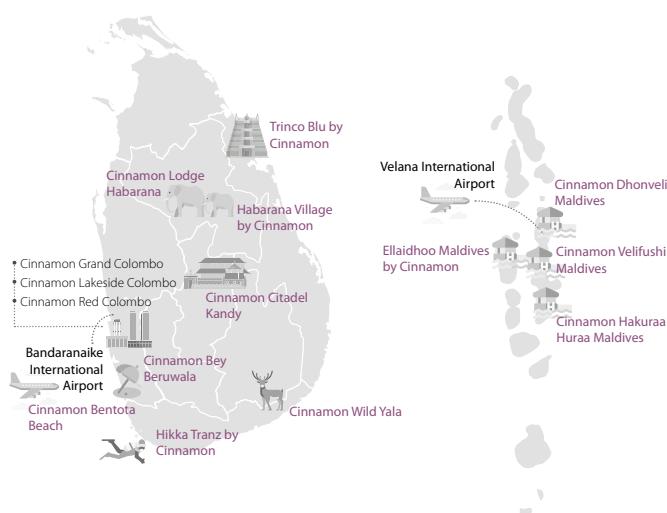 Trinco Blu by
Cinnamon
Cinnamon Lodge
Habarana
Habarana Village
by Cinnamon
Cinnamon Grand Colombo
Cinnamon Lakeside Colombo
Cinnamon Red Colombo
Cinnamon Citadel
Kandy
Bandaranaike
International
Airport
Cinnamon Bey
Beruwala
Cinnamon Bentota
Beach
Cinnamon Wild Yala
Hikka Tranz by
Cinnamon
Velana International
Airport
Cinnamon Dhonveli
Maldives
Ellaidhoo Maldives
by Cinnamon
Cinnamon Velifushi
Maldives
Cinnamon Hakuraa
Huraa Maldives